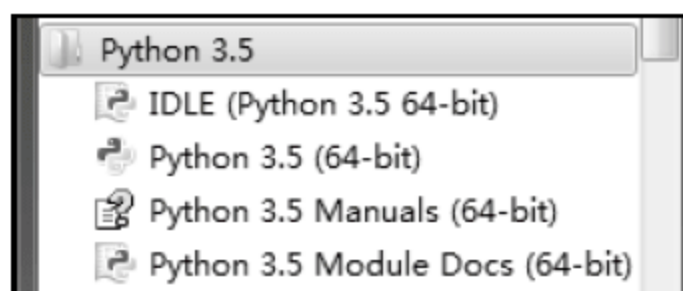 Python 3.5
IDLE (Python 3.5 64-bit)
Python 3.5 (64-bit)
Python 3.5 Manuals (64-bit)
Python 3.5 Module Docs (64-bit)